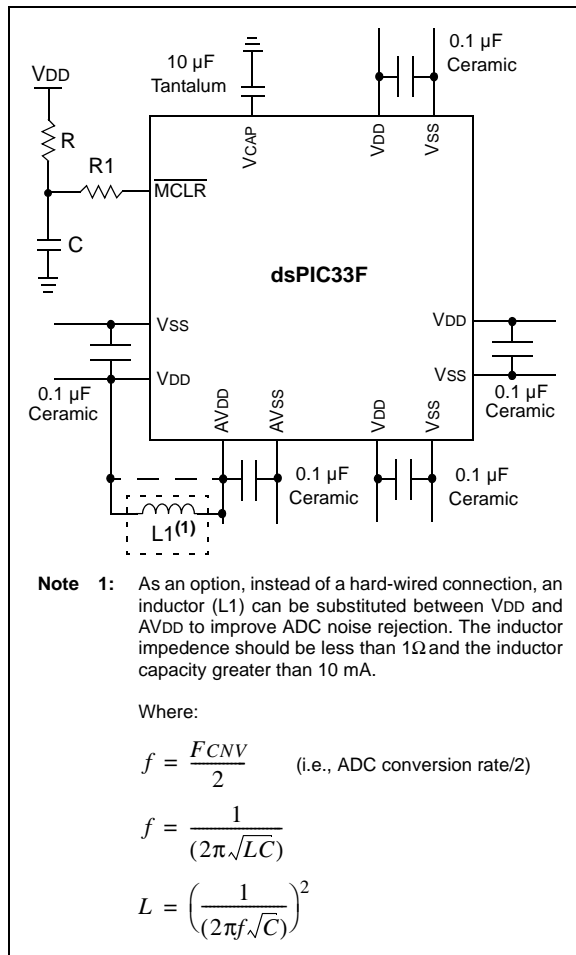 0.1 µF
Ceramic
10 µF
Tantalum
VDD
R
R1
MCLR
C
VCAP
VDD
VSS
dsPIC33F
VSS
VDD
0.1 µF
Ceramic
VDD
VSS
0.1 µF
Ceramic
AVDD
AVSS
VDD
VSS
0.1 µF
Ceramic
0.1 µF
Ceramic
L1(1)
Note 1: As an option, instead of a hard-wired connection, an
inductor (L1) can be substituted between VDD and
AVDD to improve ADC noise rejection. The inductor
impedence should be less than 1Ω and the inductor
capacity greater than 10 mA.
Where:
f = FCNV / 2 (i.e., ADC conversion rate/2)
f = 1 / (2π√LC)
L = (1 / (2πf√C))²